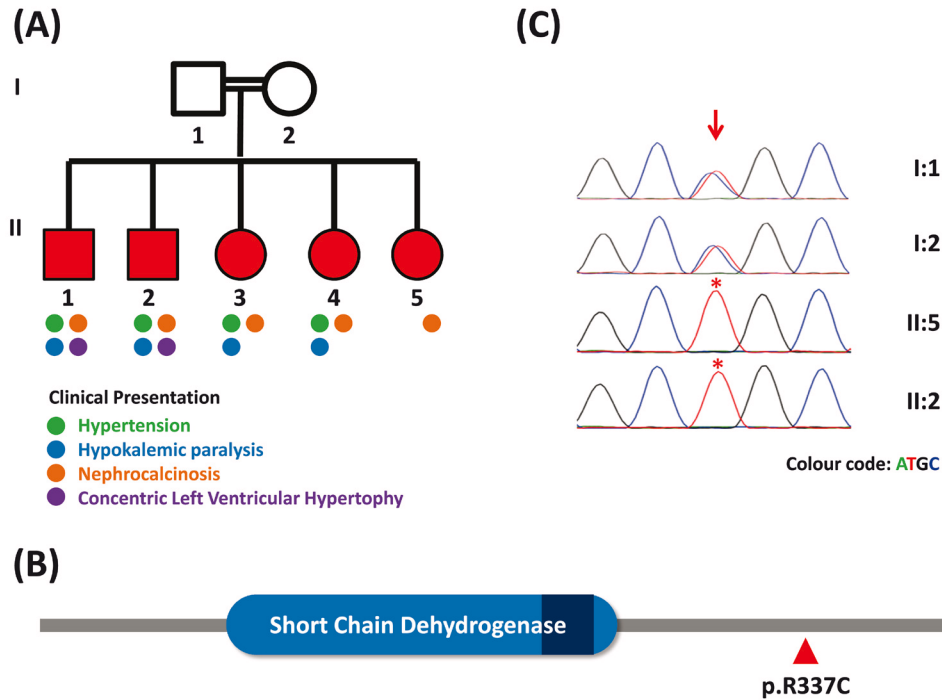 (A)
I
1 2
II
1 2 3 4 5
Clinical Presentation
Hypertension
Hypokalemic paralysis
Nephrocalcinosis
Concentric Left Ventricular Hypertophy
(C)
I:1
I:2
*
II:5
*
II:2
Colour code: ATGC
(B)
Short Chain Dehydrogenase
p.R337C